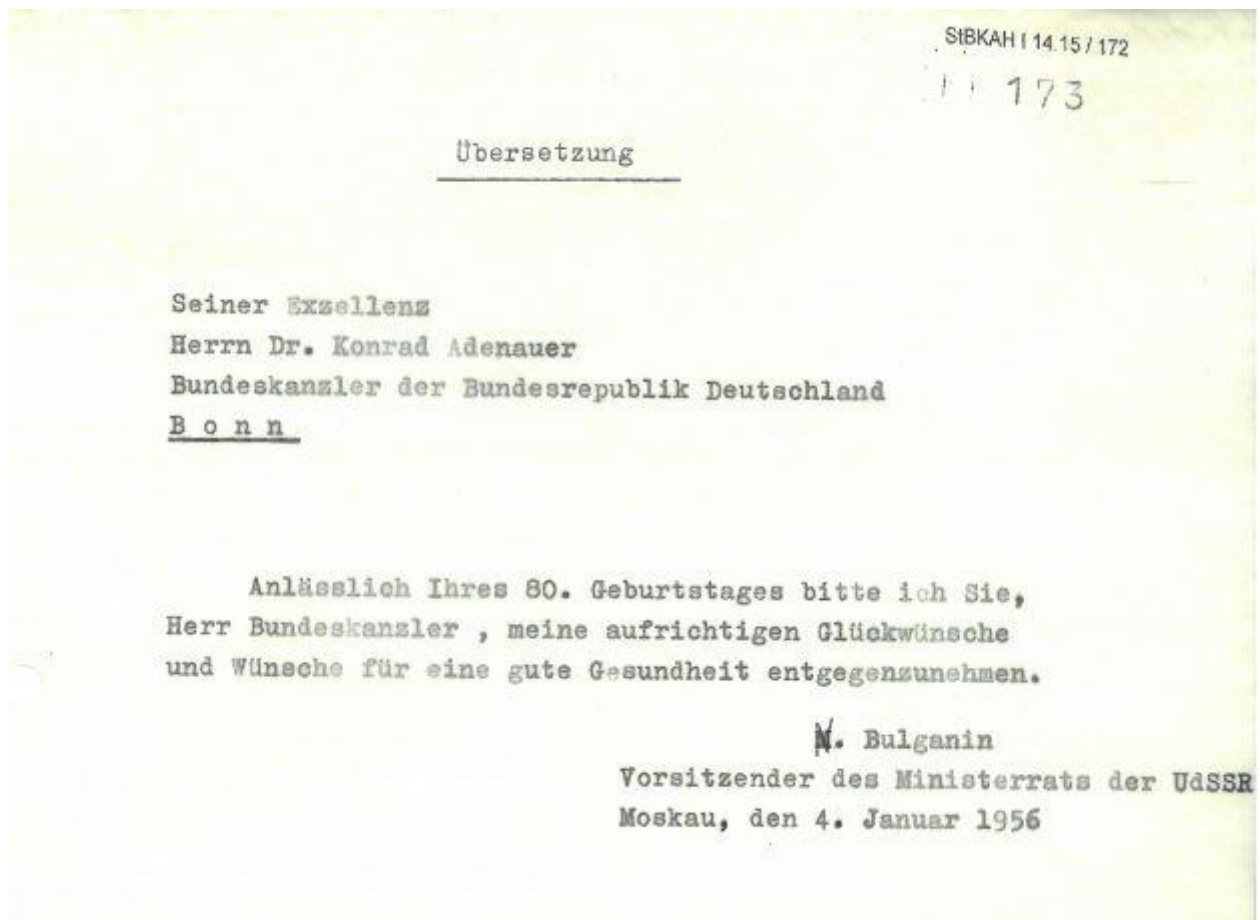 StBKAH I 14.15 / 172
173
Übersetzung
Seiner Exzellenz
Herrn Dr. Konrad Adenauer
Bundeskanzler der Bundesrepublik Deutschland
B o n n
Anlässlich Ihres 80. Geburtstages bitte ich Sie,
Herr Bundeskanzler , meine aufrichtigen Glückwünsche
und Wünsche für eine gute Gesundheit entgegenzunehmen.
N. Bulganin
Vorsitzender des Ministerrats der UdSSR
Moskau, den 4. Januar 1956